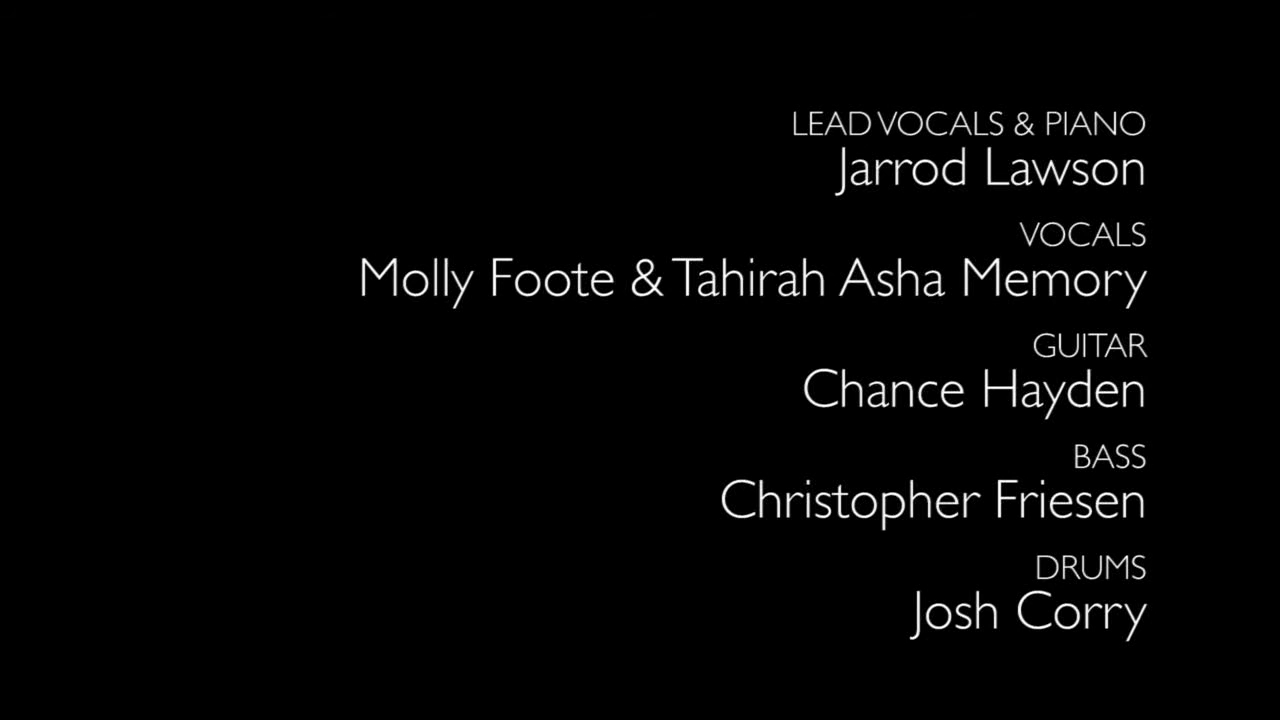 LEAD VOCALS & PIANO
Jarrod Lawson
VOCALS
Molly Foote & Tahirah Asha Memory
GUITAR
Chance Hayden
BASS
Christopher Friesen
DRUMS
Josh Corry